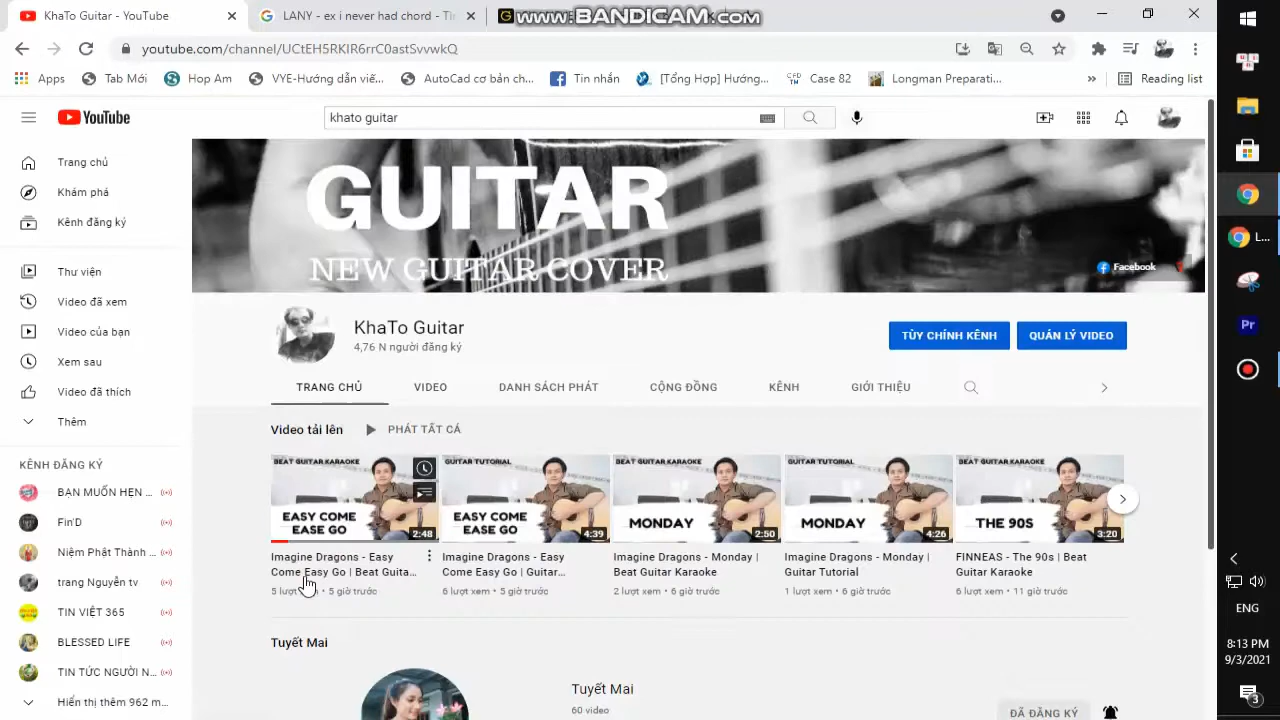 KhaTo Guitar - YouTube
LANY - ex i never had chord - Tì
www.BANDICAM.com
youtube.com/channel/UCtEH5RKIR6rrC0astSvvwkQ
Apps
Tab Mới
Hop Am
VYE-Hướng dẫn viế...
AutoCad cơ bản ch...
Tin nhắn
[Tổng Hợp] Hướng...
Case 82
Longman Preparati...
»
Reading list
YouTube
khato guitar
Trang chủ
Khám phá
Kênh đăng ký
Thư viện
Video đã xem
Video của bạn
Xem sau
Video đã thích
Thêm
KÊNH ĐĂNG KÝ
BẠN MUỐN HẸN ...
Fin'D
Niệm Phật Thành ...
trang Nguyễn tv
TIN VIỆT 365
BLESSED LIFE
TIN TỨC NGƯỜI N...
Hiển thị thêm 962 m...
GUITAR
NEW GUITAR COVER
Facebook
KhaTo Guitar
4,76 N người đăng ký
TÙY CHỈNH KÊNH
QUẢN LÝ VIDEO
TRANG CHỦ
VIDEO
DANH SÁCH PHÁT
CỘNG ĐỒNG
KÊNH
GIỚI THIỆU
Video tải lên
PHÁT TẤT CẢ
BEAT GUITAR KARAOKE
EASY COME
EASE GO
2:48
Imagine Dragons - Easy
Come Easy Go | Beat Guita...
5 lượt • 5 giờ trước
GUITAR TUTORIAL
EASY COME
EASE GO
4:39
Imagine Dragons - Easy
Come Easy Go | Guitar...
6 lượt xem • 5 giờ trước
BEAT GUITAR KARAOKE
MONDAY
2:50
Imagine Dragons - Monday |
Beat Guitar Karaoke
2 lượt xem • 6 giờ trước
GUITAR TUTORIAL
MONDAY
4:26
Imagine Dragons - Monday |
Guitar Tutorial
1 lượt xem • 6 giờ trước
BEAT GUITAR KARAOKE
THE 90S
3:20
FINNEAS - The 90s | Beat
Guitar Karaoke
6 lượt xem • 11 giờ trước
Tuyết Mai
Tuyết Mai
60 video
ĐÃ ĐĂNG KÝ
L...
Pr
ENG
8:13 PM
9/3/2021
3